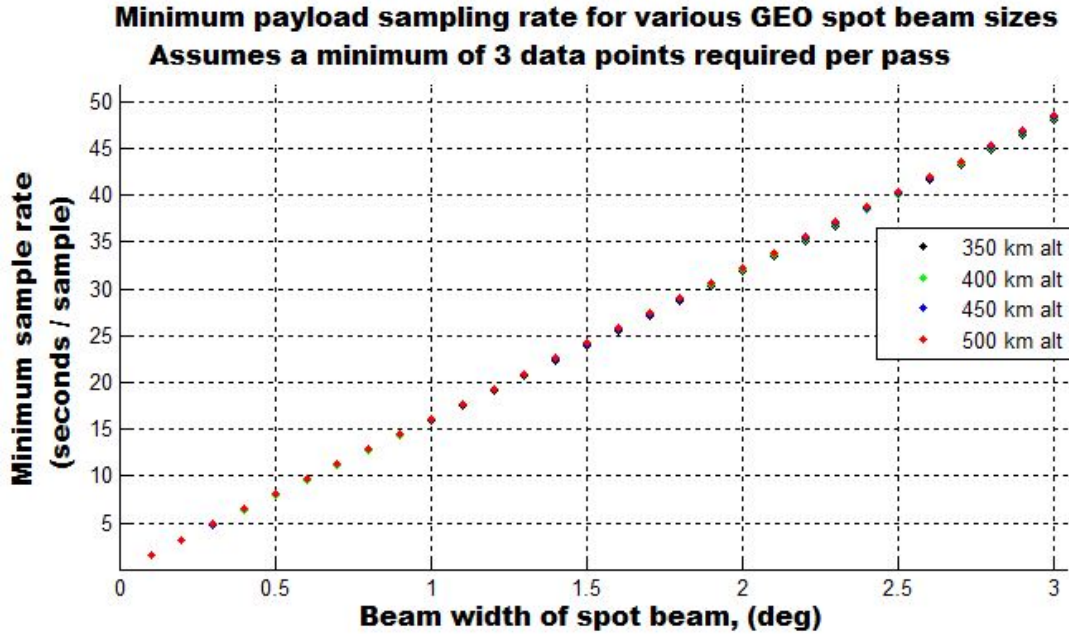 Minimum payload sampling rate for various GEO spot beam sizes
Assumes a minimum of 3 data points required per pass
Minimum sample rate
(seconds / sample)
50
45
40
35
30
25
20
15
10
5
350 km alt
400 km alt
450 km alt
500 km alt
0
0.5
1
1.5
2
2.5
3
Beam width of spot beam, (deg)